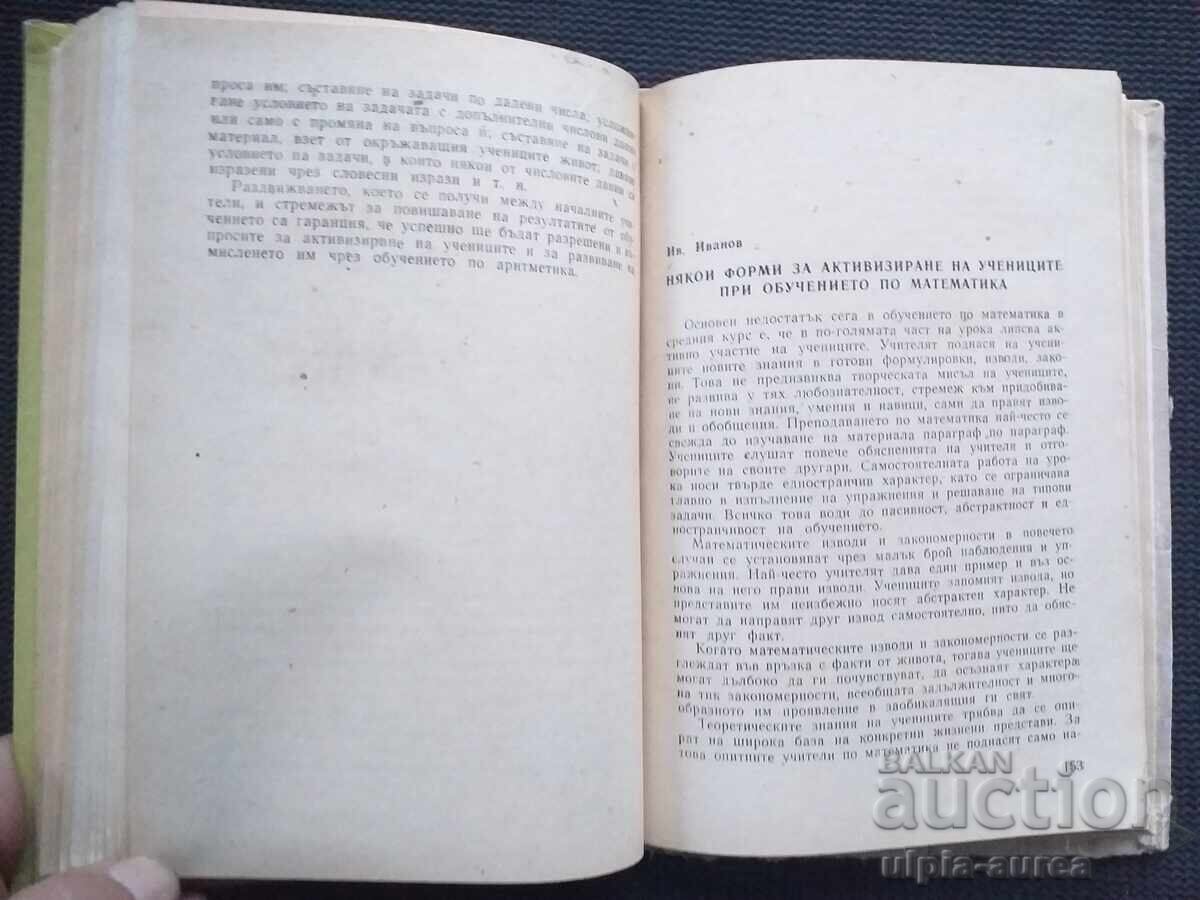 проса им; съставяне на задачи по дадени числа;
ване условието на задачата с допълнителни числови данни
или само с промяна на въпроса ѝ; съставяне на задачи с
материал, взет от окръжаващия учениците живот; даване
условието на задачи, в които някои от числовите данни са
изразени чрез словесни изрази и т. н.
Раздвижването, което се получи между началните учи-
тели, и стремежът за повишаване на резултатите от обу-
чението са гаранция, че успешно ще бъдат разрешени и въ-
просите за активизиране на учениците и за развиване на
мисленето им чрез обучението по аритметика.
Ив. Иванов
НЯКОИ ФОРМИ ЗА АКТИВИЗИРАНЕ НА УЧЕНИЦИТЕ
ПРИ ОБУЧЕНИЕТО ПО МАТЕМАТИКА
Основен недостатък сега в обучението по математика в
средния курс е, че в по-голямата част на урока липсва ак-
тивно участие на учениците. Учителят поднася на учени-
ците новите знания в готови формулировки, изводи, зако-
ни. Това не предизвиква творческата мисъл на учениците,
не развива у тях любознателност, стремеж към придобива-
не на нови знания, умения и навици, сами да правят изво-
ди и обобщения. Преподаването по математика най-често се
свежда до изучаване на материала параграф по параграф.
Учениците слушат повече обясненията на учителя и отго-
ворите на своите другари. Самостоятелната работа на уро-
ка носи твърде едностранчив характер, като се ограничава
главно в изпълнение на упражнения и решаване на типови
задачи. Всичко това води до пасивност, абстрактност и ед-
ностранчивост на обучението.
Математическите изводи и закономерности в повечето
случаи се установяват чрез малък брой наблюдения и уп-
ражнения. Най-често учителят дава един пример и въз ос-
нова на него прави изводи. Учениците запомнят извода, но
представите им неизбежно носят абстрактен характер. Не
могат да направят друг извод самостоятелно, нито да обяс-
нят друг факт.
Когато математическите изводи и закономерности се раз-
глеждат във връзка с факти от живота, тогава учениците ще
могат дълбоко да ги почувствуват, да осъзнаят характера
на тия закономерности, всеобщата задължителност и много-
образното им проявление в заобикалящия ги свят.
Теоретическите знания на учениците трябва да се опи-
рат на широка база на конкретни жизнени представи. За
това опитните учители по математика не поднасят само на-
153
BALKAN
auction
ulpia-aurea